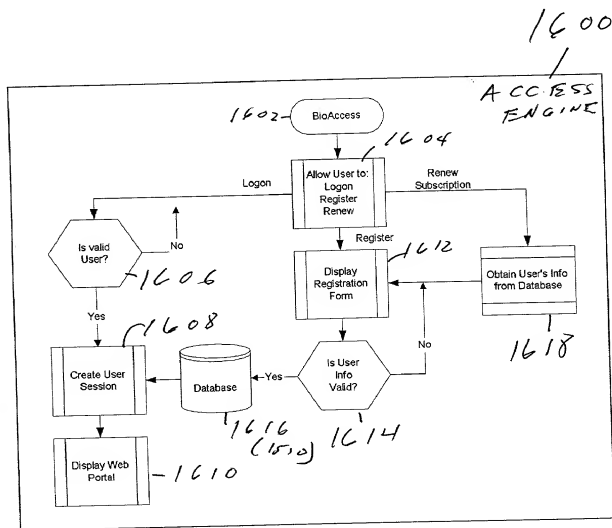 1600
ACCESS
ENGINE
1602
BioAccess
1604
Allow User to:
Logon
Register
Renew
Logon
Renew
Subscription
Register
Is valid
User?
No
1606
1612
Display
Registration
Form
Obtain User's Info
from Database
1618
Yes
1608
No
Create User
Session
Database
Yes
Is User
Info
Valid?
1616
(1510)
1614
Display Web
Portal
1610